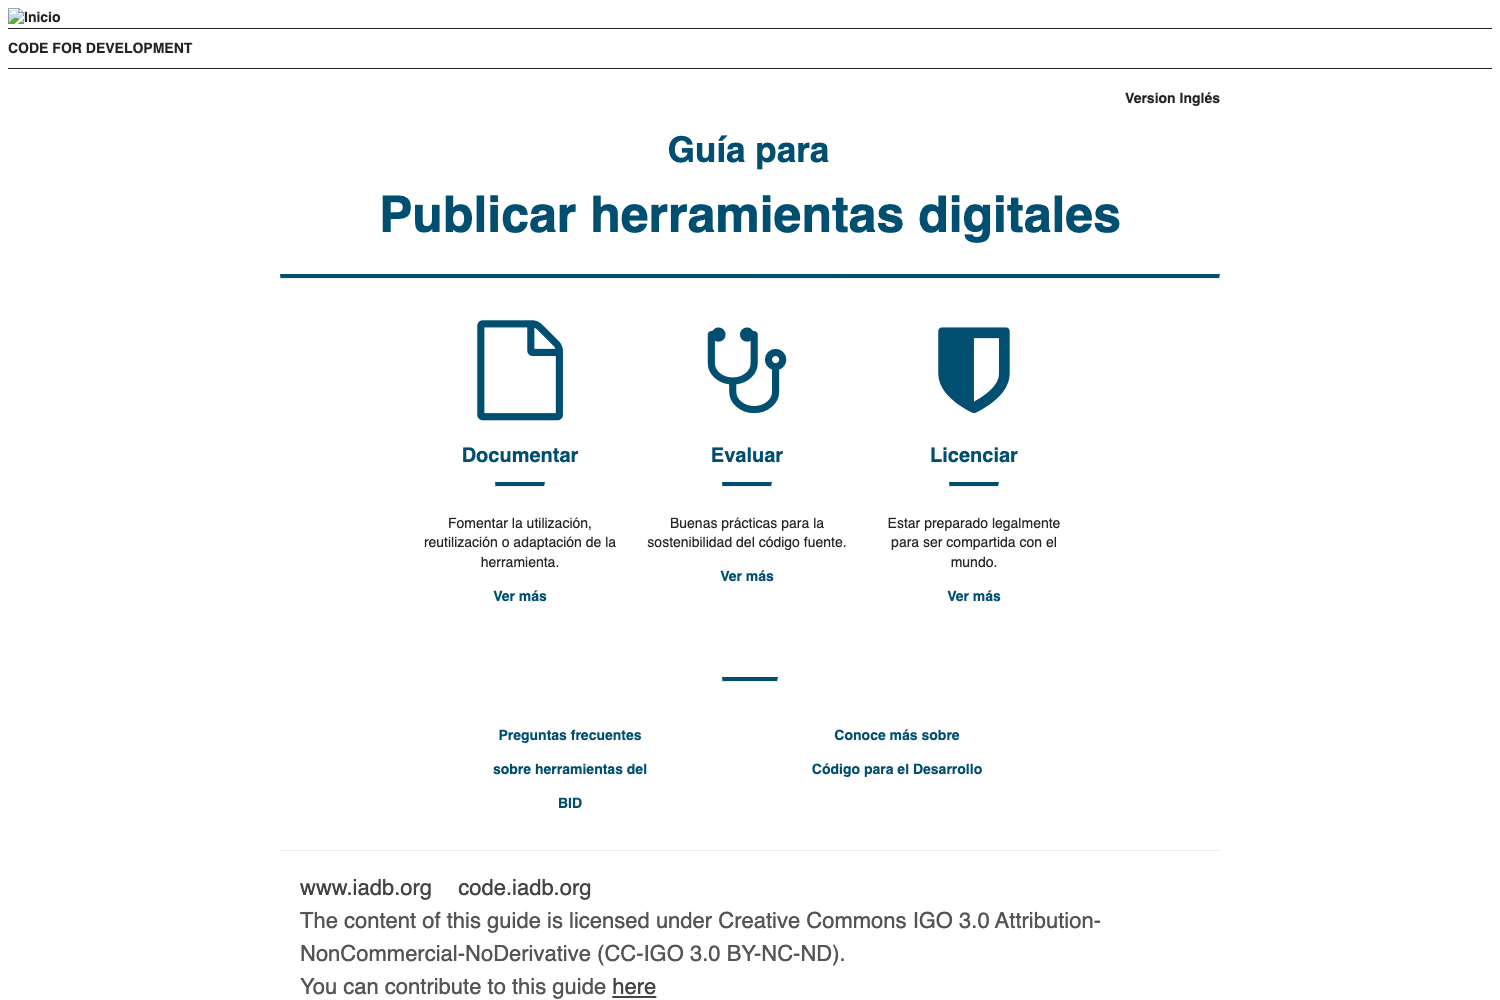 Inicio
CODE FOR DEVELOPMENT
Version Inglés
Guía para
Publicar herramientas digitales
Documentar
Fomentar la utilización,
reutilización o adaptación de la
herramienta.
Ver más
Evaluar
Buenas prácticas para la
sostenibilidad del código fuente.
Ver más
Licenciar
Estar preparado legalmente
para ser compartida con el
mundo.
Ver más
Preguntas frecuentes
sobre herramientas del
BID
Conoce más sobre
Código para el Desarrollo
www.iadb.org code.iadb.org
The content of this guide is licensed under Creative Commons IGO 3.0 Attribution-
NonCommercial-NoDerivative (CC-IGO 3.0 BY-NC-ND).
You can contribute to this guide here